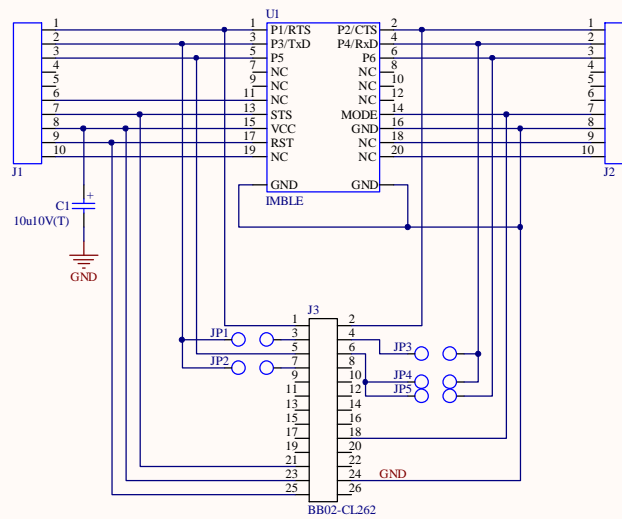 U1
1 1 P1/RTS P2/CTS 2 1
2 3 P3/TxD P4/RxD 4 2
3 5 P5 P6 6 3
4 7 NC NC 8 4
5 9 NC NC 10 5
6 11 NC NC 12 6
7 13 STS MODE 14 7
8 15 VCC GND 16 8
9 17 RST NC 18 9
10 19 NC NC 20 10
J1 J2
GND GND
IMBLE
C1 +
10u10V(T)
GND
J3
1 2
JP1 3 4
5 6 JP3
JP2 7 8
9 10 JP4
11 12 JP5
13 14
15 16
17 18
19 20
21 22
23 24 GND
25 26
BB02-CL262